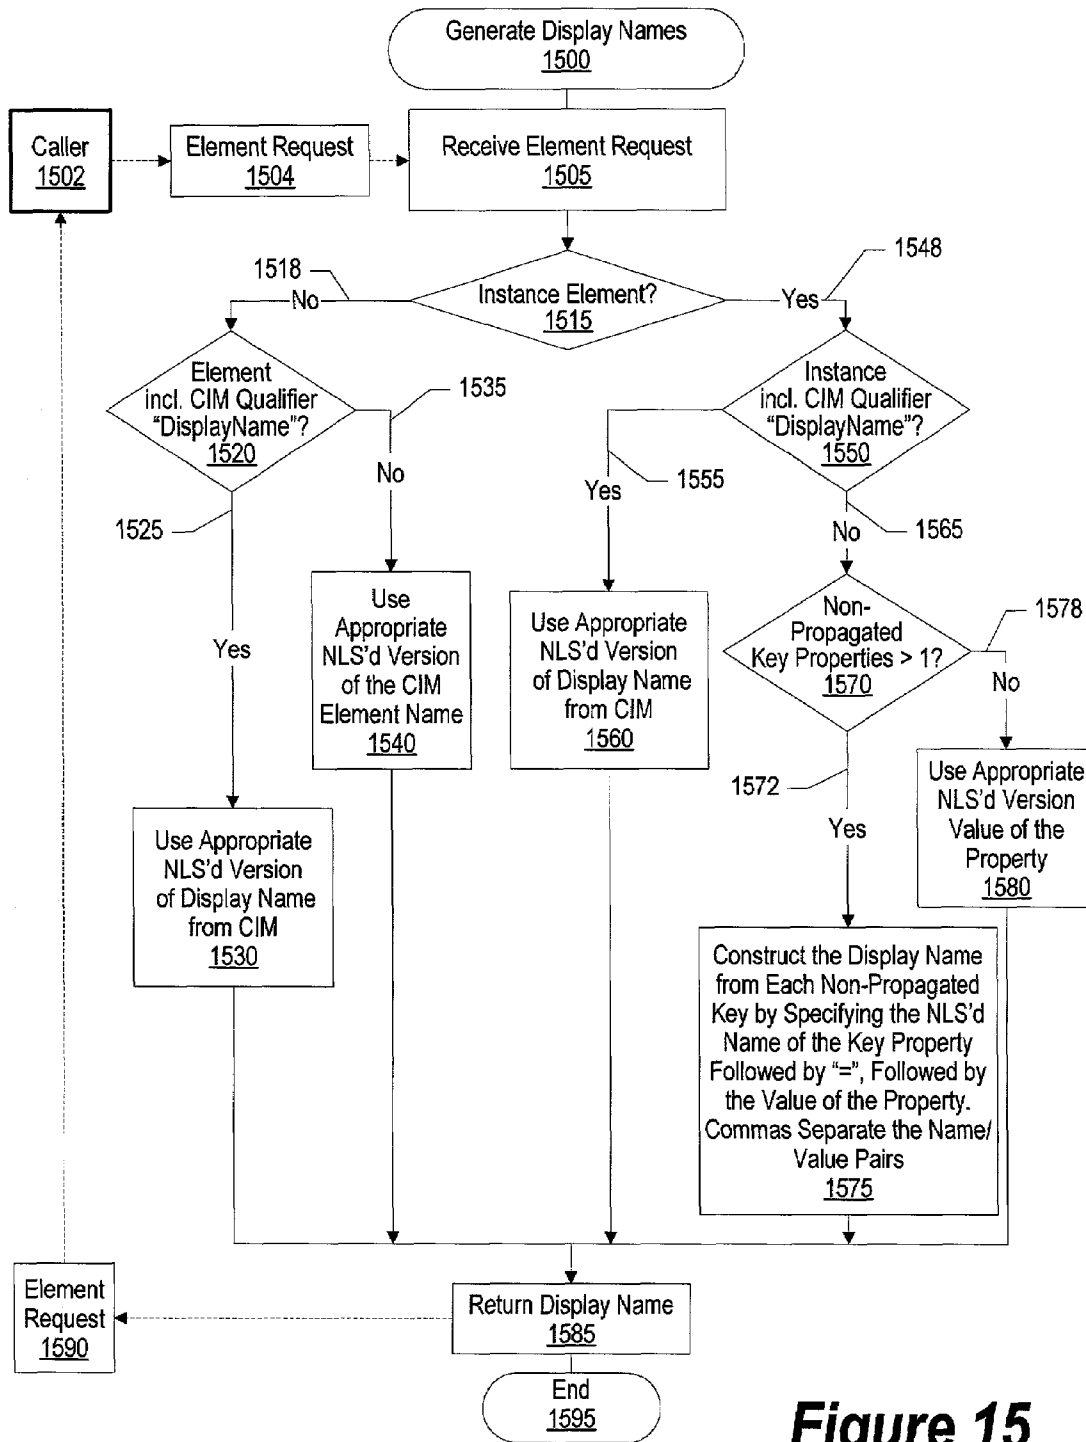 Generate Display Names
1500
Caller
1502
Element Request
1504
Receive Element Request
1505
1518
1548
No
Instance Element?
1515
Yes
Element
incl. CIM Qualifier
“DisplayName”?
1520
1535
Instance
incl. CIM Qualifier
“DisplayName”?
1550
No
Yes
1555
1525
1565
No
Use
Appropriate
NLS’d Version
of the CIM
Element Name
1540
Use Appropriate
NLS’d Version
of Display Name
from CIM
1560
Non-
Propagated
Key Properties > 1?
1570
1578
No
Yes
1572
Yes
Use Appropriate
NLS’d Version
Value of the
Property
1580
Use Appropriate
NLS’d Version
of Display Name
from CIM
1530
Construct the Display Name
from Each Non-Propagated
Key by Specifying the NLS’d
Name of the Key Property
Followed by “=”, Followed by
the Value of the Property.
Commas Separate the Name/
Value Pairs
1575
Element
Request
1590
Return Display Name
1585
End
1595
Figure 15